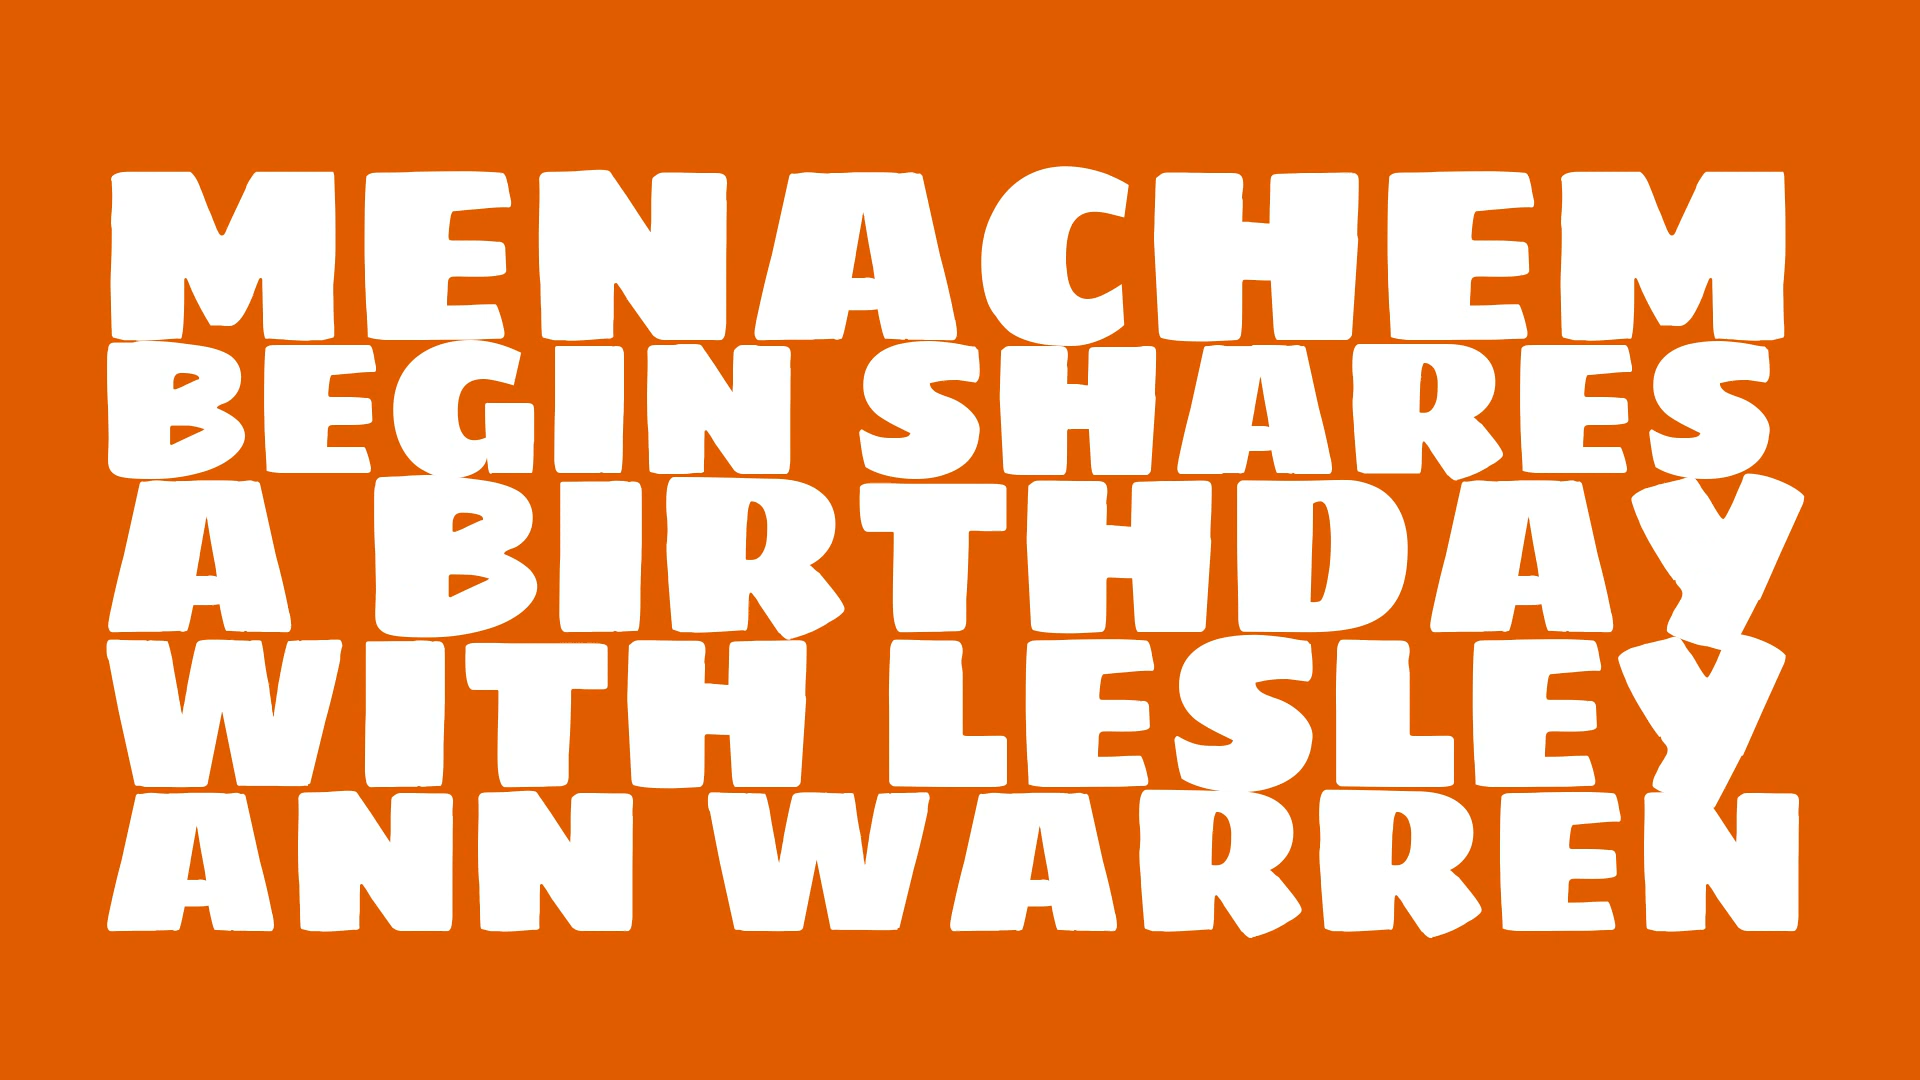 MENACHEM
BEGIN SHARES
A BIRTHDAY
WITH LESLEY
ANN WARREN